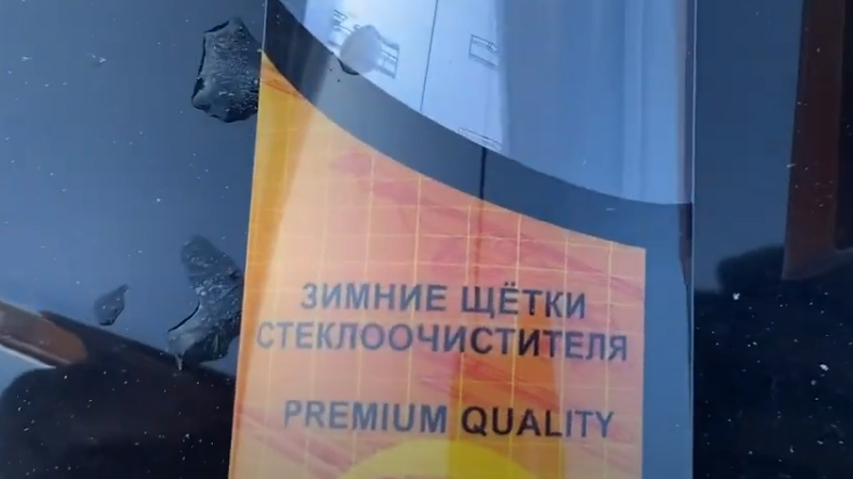 ЗИМНИЕ ЩЁТКИ
СТЕКЛООЧИСТИТЕЛЯ
PREMIUM QUALITY